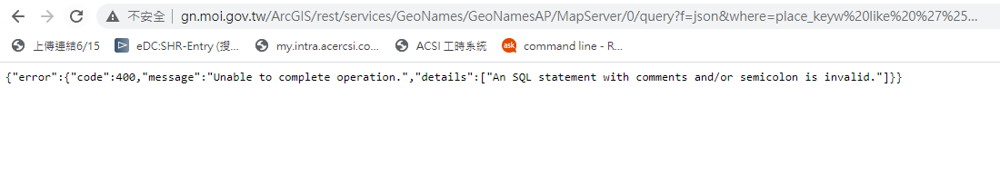 不安全 gn.moi.gov.tw/ArcGIS/rest/services/GeoNames/GeoNamesAP/MapServer/0/query?f=json&where=place_keyw%20like%20%27%25...
上傳連結6/15 eDC:SHR-Entry (搜... my.intra.acercsi.co... ACSI 工時系統 ask command line - R...
{"error":{"code":400,"message":"Unable to complete operation.","details":["An SQL statement with comments and/or semicolon is invalid."]}}